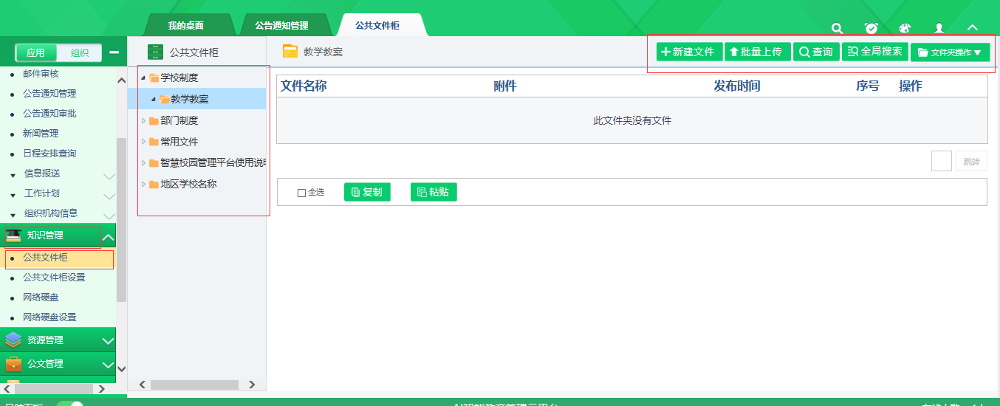 我的桌面
公告通知管理
公共文件柜
应用
组织
公共文件柜
教学教案
新建文件
批量上传
查询
全局搜索
文件夹操作▼
邮件审核
公告通知管理
公告通知审批
新闻管理
日程安排查询
信息报送
工作计划
组织机构信息
知识管理
公共文件柜
公共文件柜设置
网络硬盘
网络硬盘设置
资源管理
公文管理
学校制度
教学教案
部门制度
常用文件
智慧校园管理平台使用说明
地区学校名称
文件名称 附件 发布时间 序号 操作
此文件夹没有文件
跳转
全选
复制
粘贴